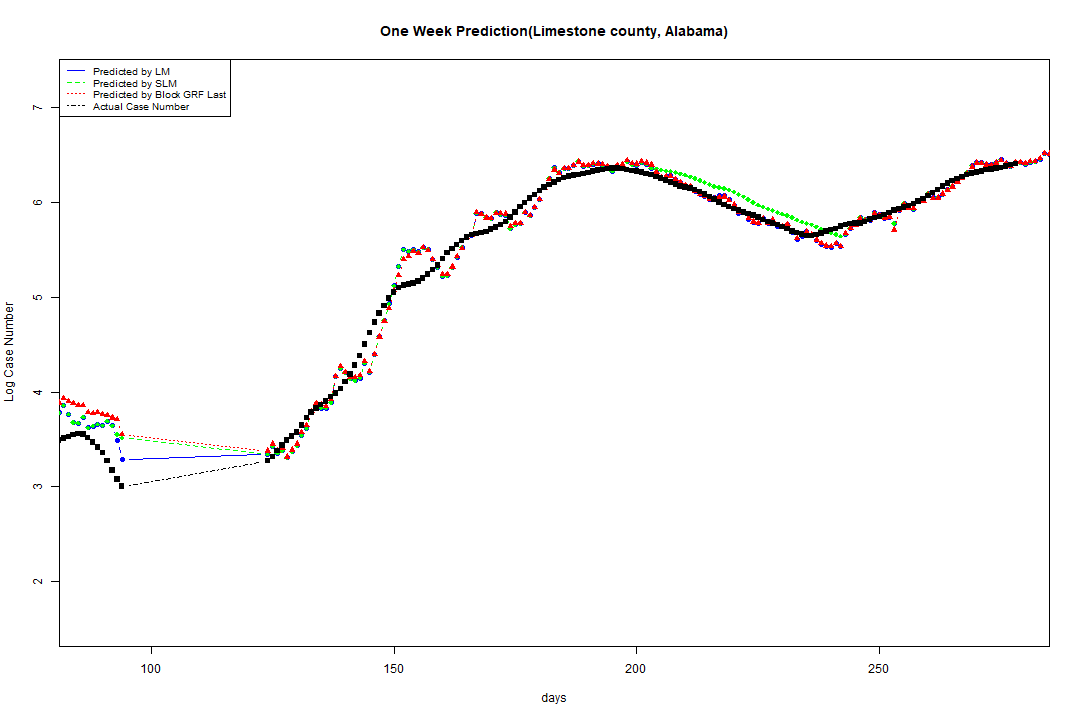 One Week Prediction(Limestone county, Alabama)
Predicted by LM
Predicted by SLM
Predicted by Block GRF Last
Actual Case Number
7
6
5
4
3
2
Log Case Number
100 150 200 250
days